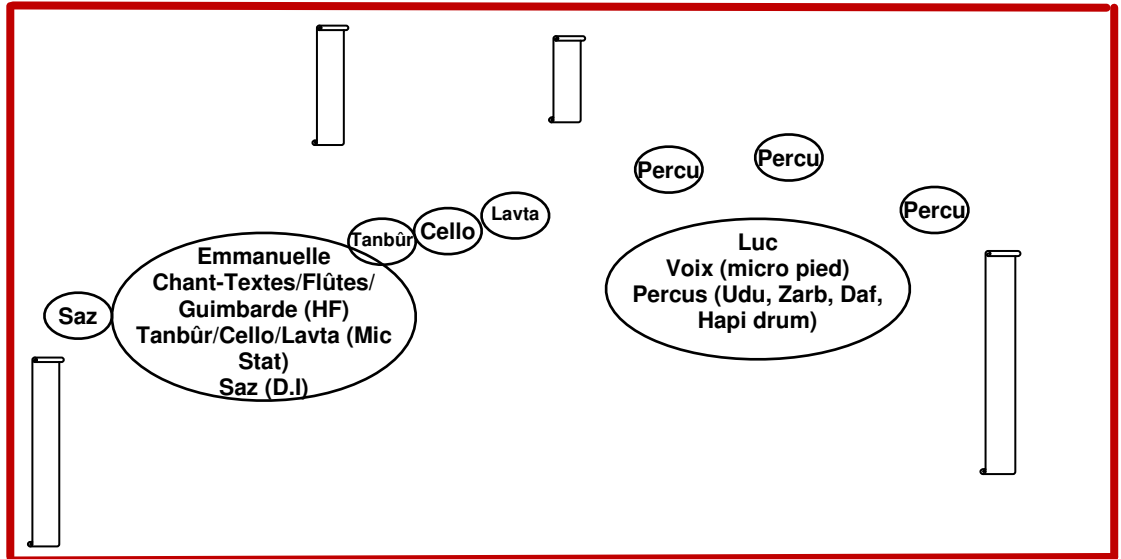 Percu
Percu
Percu
Lavta
Cello
Tanbûr
Saz
Emmanuelle
Chant-Textes/Flûtes/
Guimbarde (HF)
Tanbûr/Cello/Lavta (Mic
Stat)
Saz (D.I)
Luc
Voix (micro pied)
Percus (Udu, Zarb, Daf,
Hapi drum)